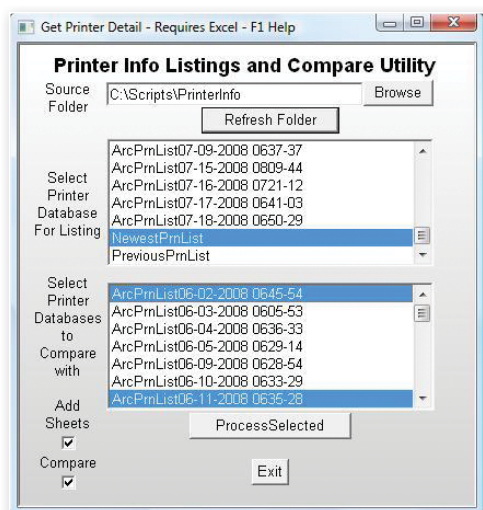 Get Printer Detail - Requires Excel - F1 Help
Printer Info Listings and Compare Utility
Source Folder
C:\Scripts\PrinterInfo
Browse
Refresh Folder
Select
Printer
Database
For Listing
ArcPrnList07-09-2008 0637-37
ArcPrnList07-15-2008 0809-44
ArcPrnList07-16-2008 0721-12
ArcPrnList07-17-2008 0641-03
ArcPrnList07-18-2008 0650-29
NewestPrnList
PreviousPrnList
Select
Printer
Databases
to
Compare
with
ArcPrnList06-02-2008 0645-54
ArcPrnList06-03-2008 0605-53
ArcPrnList06-04-2008 0636-33
ArcPrnList06-05-2008 0629-14
ArcPrnList06-09-2008 0628-54
ArcPrnList06-10-2008 0633-29
ArcPrnList06-11-2008 0635-28
Add
Sheets
ProcessSelected
Compare
Exit